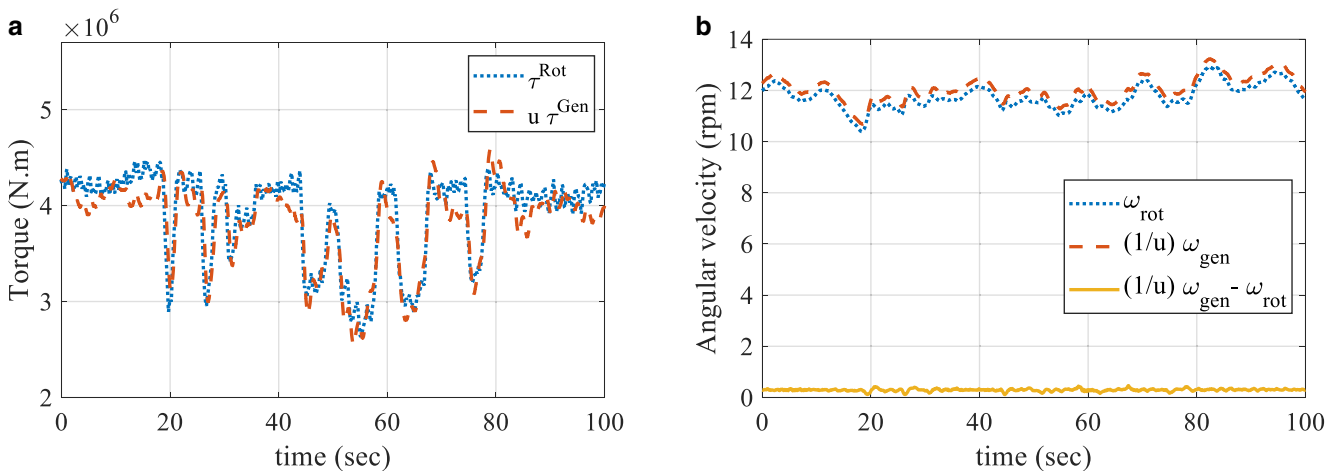 a
×10⁶
5
4
3
2
Torque (N.m)
τ^Rot
u τ^Gen
0 20 40 60 80 100
time (sec)
b
14
12
10
8
6
4
2
0
Angular velocity (rpm)
ω_rot
(1/u) ω_gen
(1/u) ω_gen - ω_rot
0 20 40 60 80 100
time (sec)